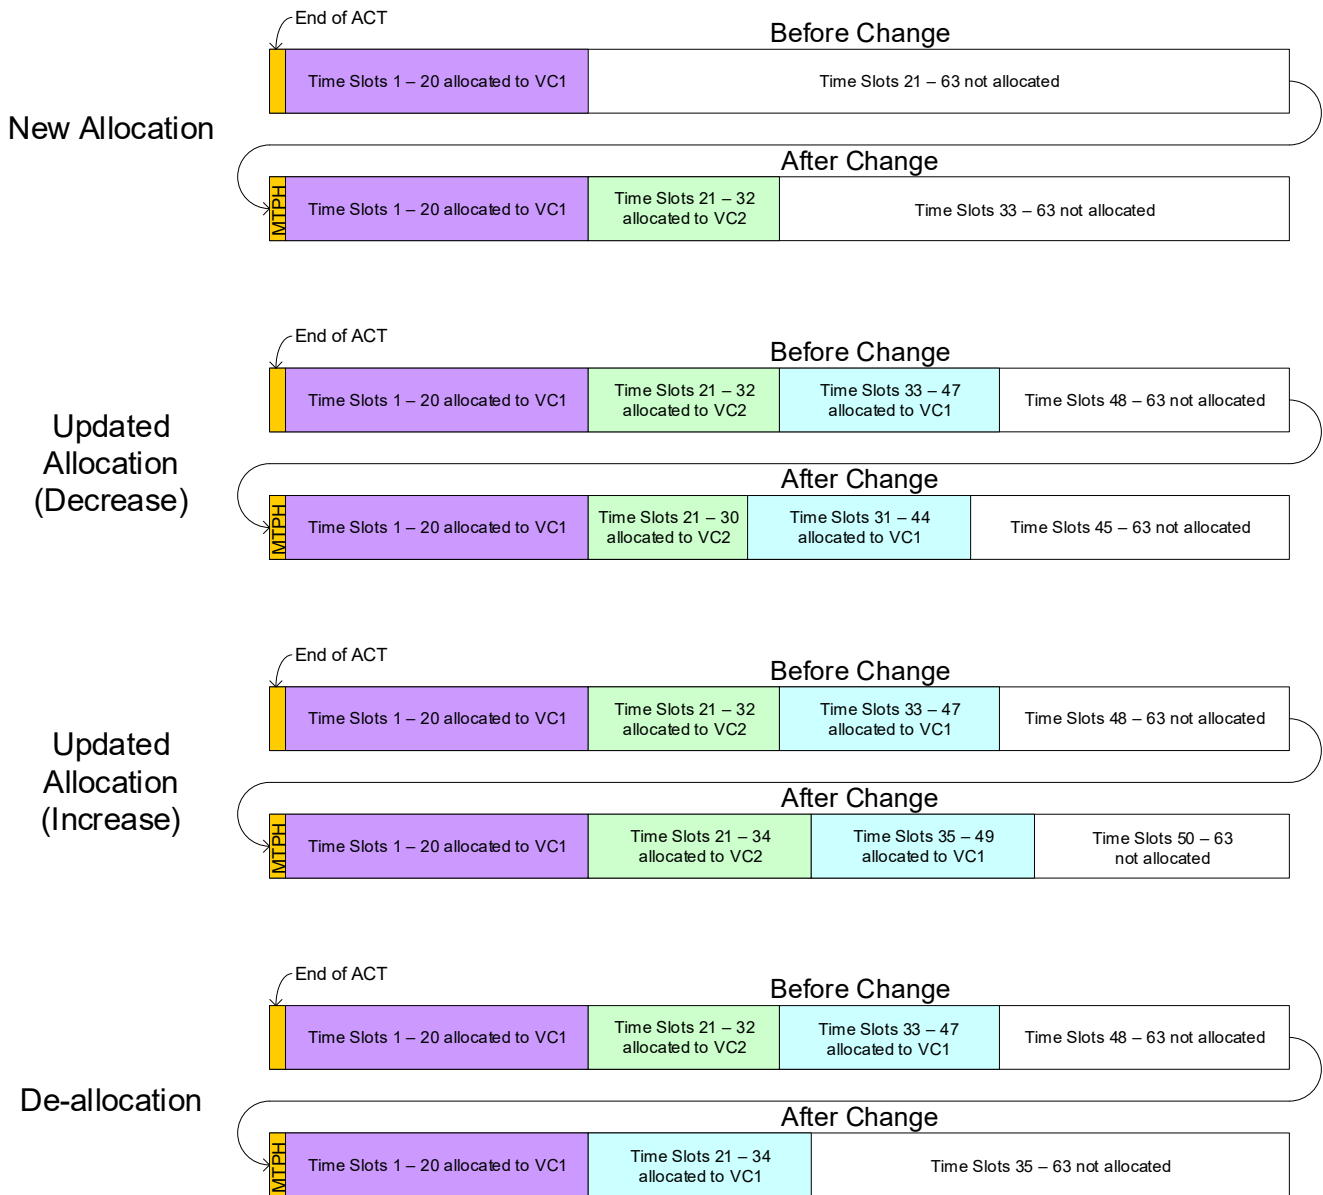 End of ACT
Before Change
Time Slots 1 – 20 allocated to VC1
Time Slots 21 – 63 not allocated
New Allocation
After Change
MTPH
Time Slots 1 – 20 allocated to VC1
Time Slots 21 – 32
allocated to VC2
Time Slots 33 – 63 not allocated
End of ACT
Before Change
Time Slots 1 – 20 allocated to VC1
Time Slots 21 – 32
allocated to VC2
Time Slots 33 – 47
allocated to VC1
Time Slots 48 – 63 not allocated
Updated
Allocation
(Decrease)
After Change
MTPH
Time Slots 1 – 20 allocated to VC1
Time Slots 21 – 30
allocated to VC2
Time Slots 31 – 44
allocated to VC1
Time Slots 45 – 63 not allocated
End of ACT
Before Change
Time Slots 1 – 20 allocated to VC1
Time Slots 21 – 32
allocated to VC2
Time Slots 33 – 47
allocated to VC1
Time Slots 48 – 63 not allocated
Updated
Allocation
(Increase)
After Change
MTPH
Time Slots 1 – 20 allocated to VC1
Time Slots 21 – 34
allocated to VC2
Time Slots 35 – 49
allocated to VC1
Time Slots 50 – 63
not allocated
End of ACT
Before Change
Time Slots 1 – 20 allocated to VC1
Time Slots 21 – 32
allocated to VC2
Time Slots 33 – 47
allocated to VC1
Time Slots 48 – 63 not allocated
De-allocation
After Change
MTPH
Time Slots 1 – 20 allocated to VC1
Time Slots 21 – 34
allocated to VC1
Time Slots 35 – 63 not allocated